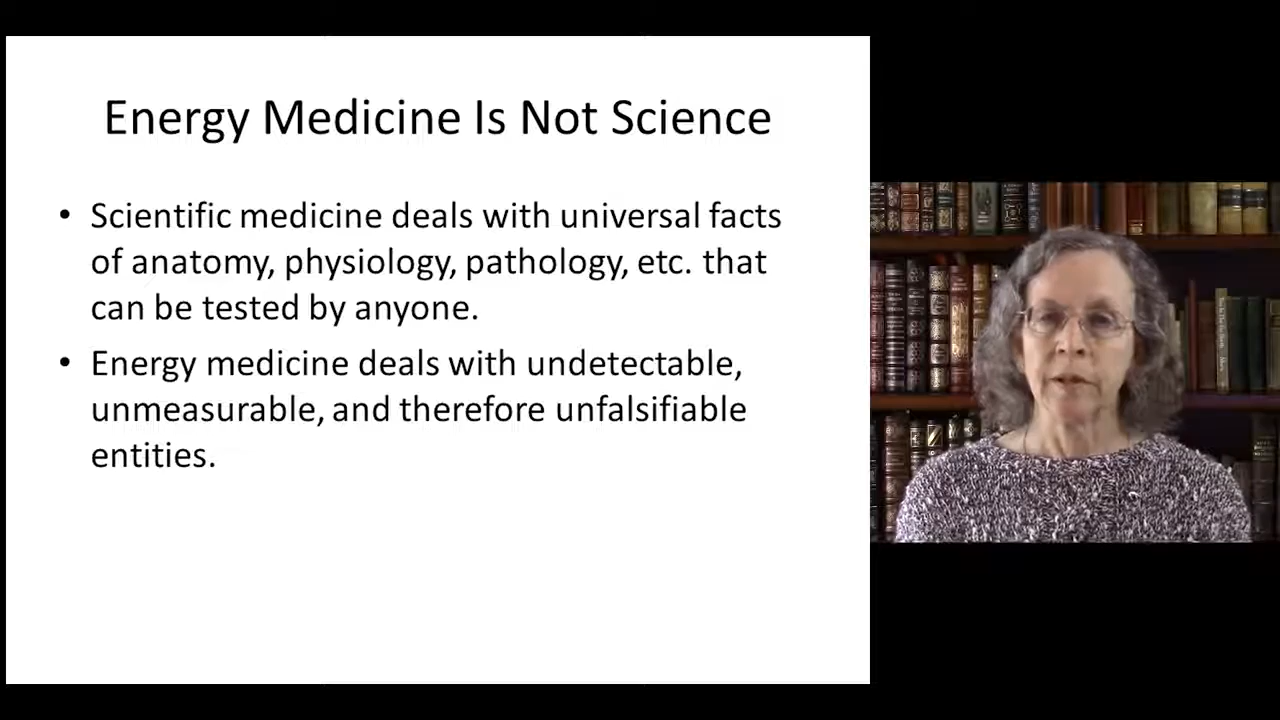 Energy Medicine Is Not Science
• Scientific medicine deals with universal facts
of anatomy, physiology, pathology, etc. that
can be tested by anyone.
• Energy medicine deals with undetectable,
unmeasurable, and therefore unfalsifiable
entities.